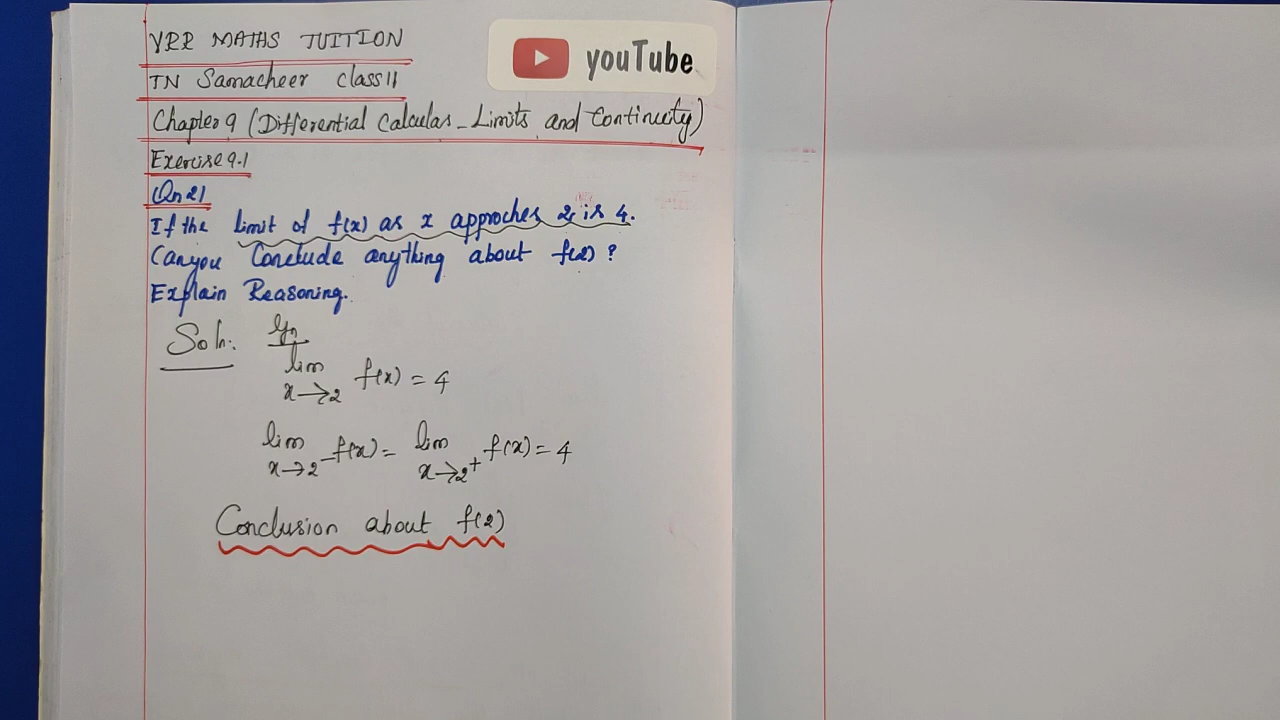 YRR MATHS TUITION
youTube
TN Samacheer class 11
Chapter 9 (Differential Calculas - Limits and Continuity)
Exercise 9.1
Qn 21
If the limit of f(x) as x approches 2, is 4.
Can you Conclude anything about f(2) ?
Explain Reasoning.
Soln:
lim x→2 f(x) = 4
lim x→2⁻ f(x) = lim x→2⁺ f(x) = 4
Conclusion about f(2)